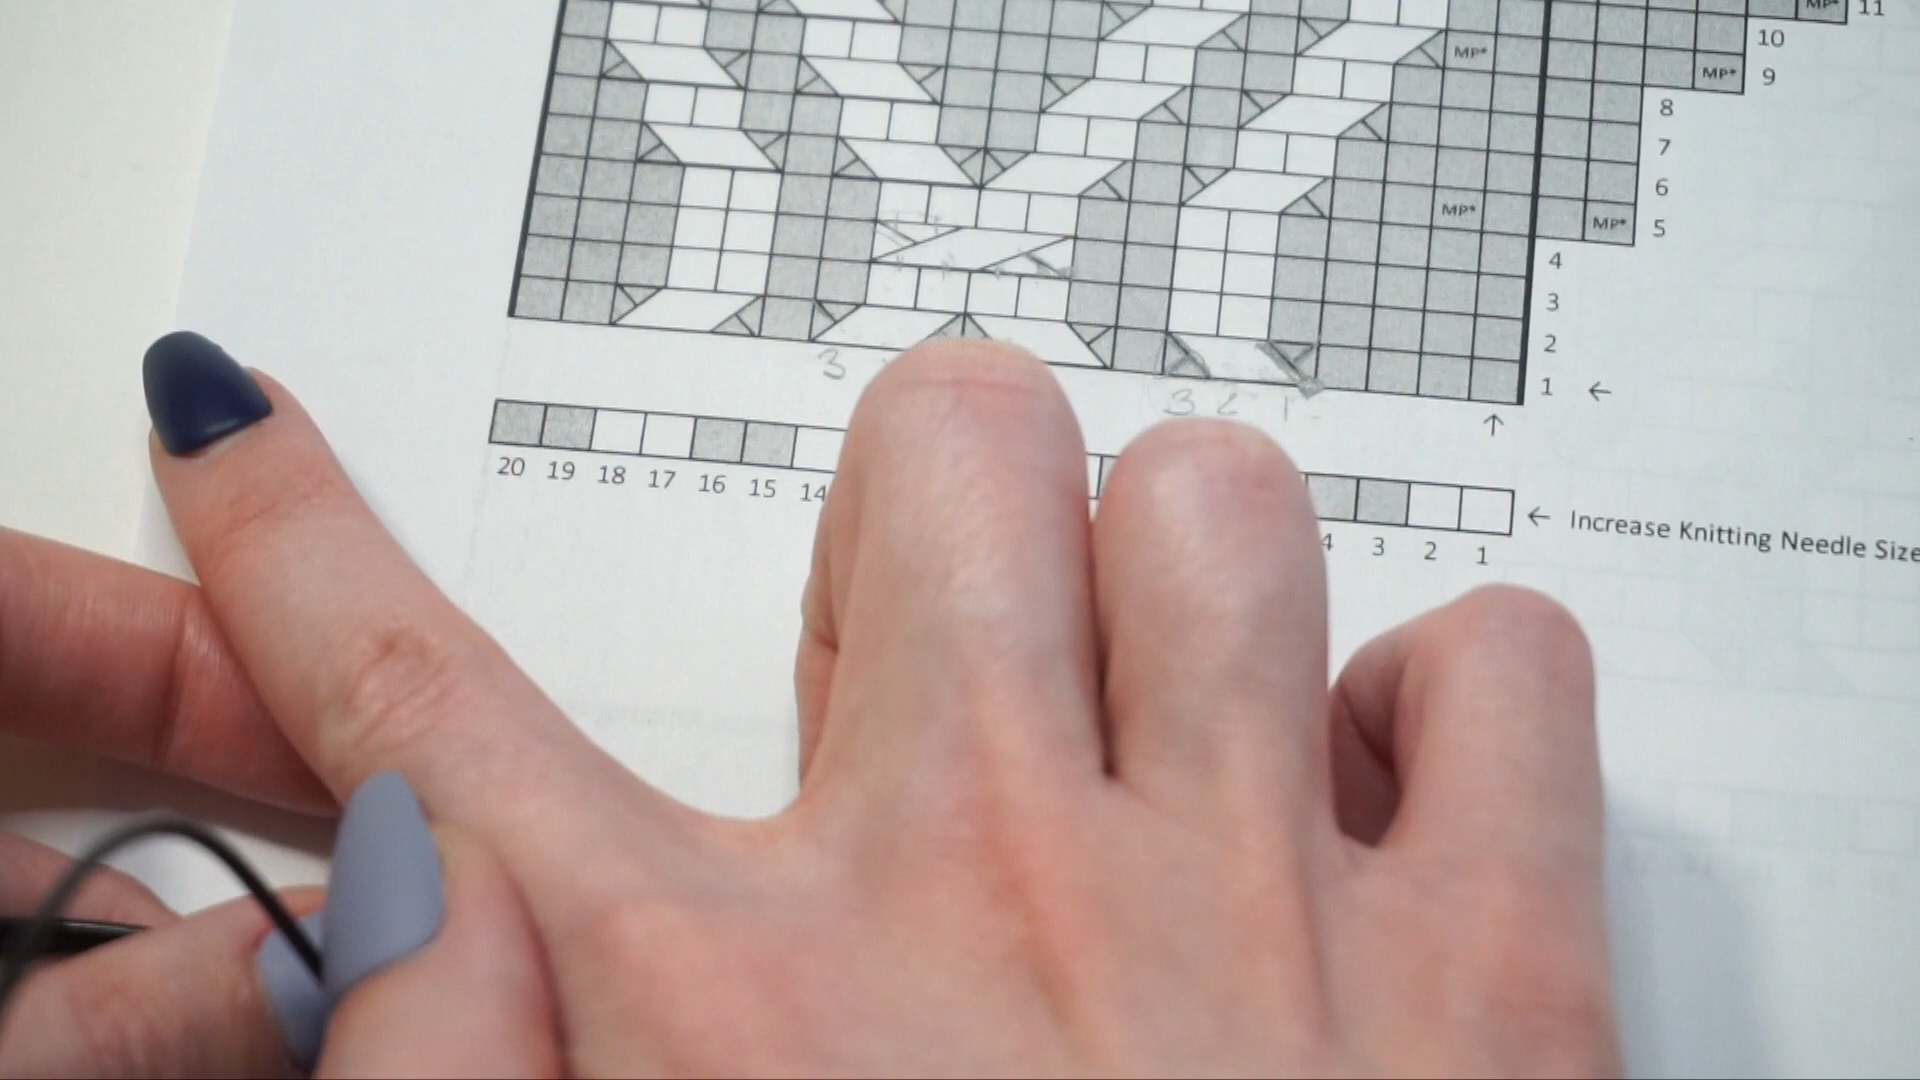 MP* 11
10
MP*
MP* 9
8
7
6
MP*
MP* 5
4
3
2
1 ←
3
3 2 1
↑
← Increase Knitting Needle Size
20 19 18 17 16 15 14 4 3 2 1